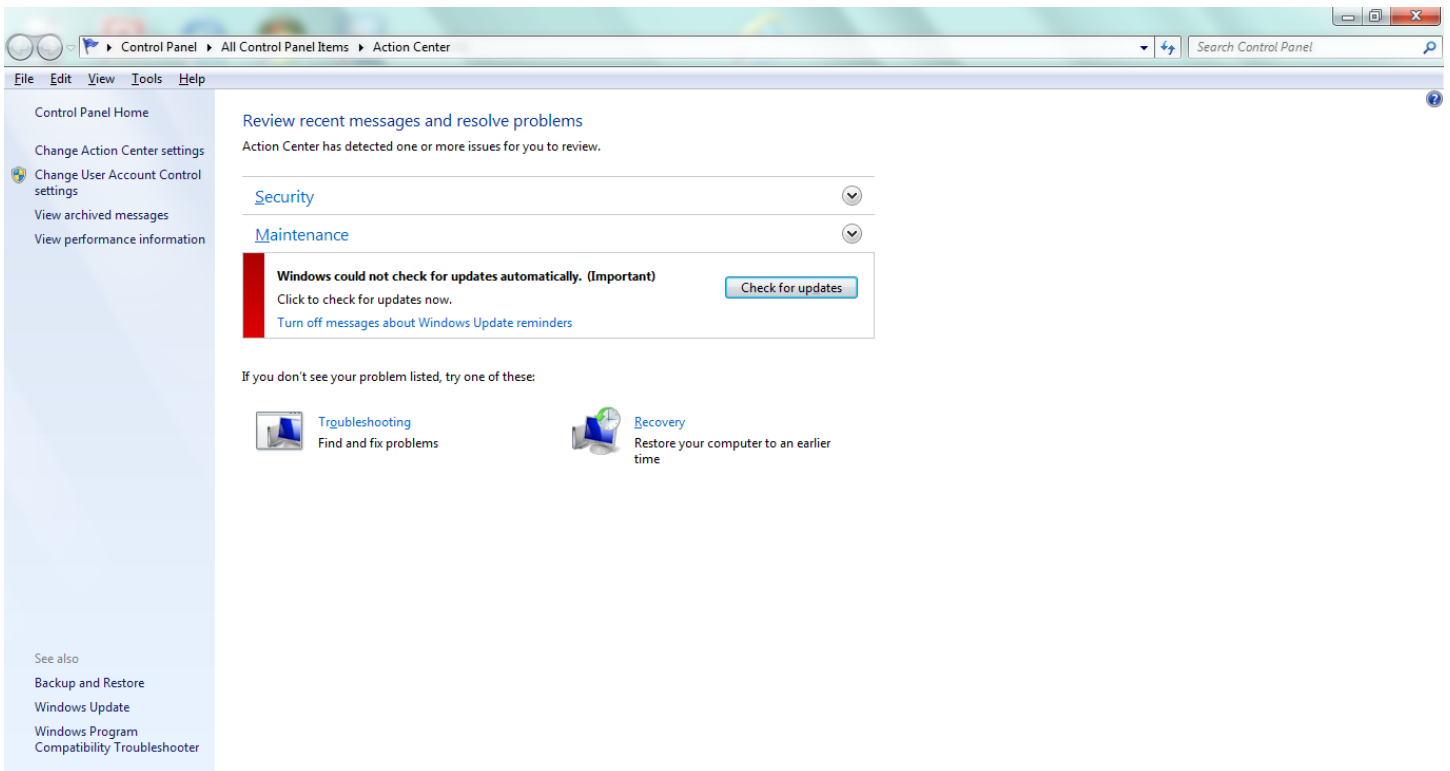 Control Panel All Control Panel Items Action Center
Search Control Panel
File Edit View Tools Help
Control Panel Home
Change Action Center settings
Change User Account Control
settings
View archived messages
View performance information
Review recent messages and resolve problems
Action Center has detected one or more issues for you to review.
Security
Maintenance
Windows could not check for updates automatically. (Important)
Click to check for updates now.
Turn off messages about Windows Update reminders
Check for updates
If you don't see your problem listed, try one of these:
Troubleshooting
Find and fix problems
Recovery
Restore your computer to an earlier
time
See also
Backup and Restore
Windows Update
Windows Program
Compatibility Troubleshooter